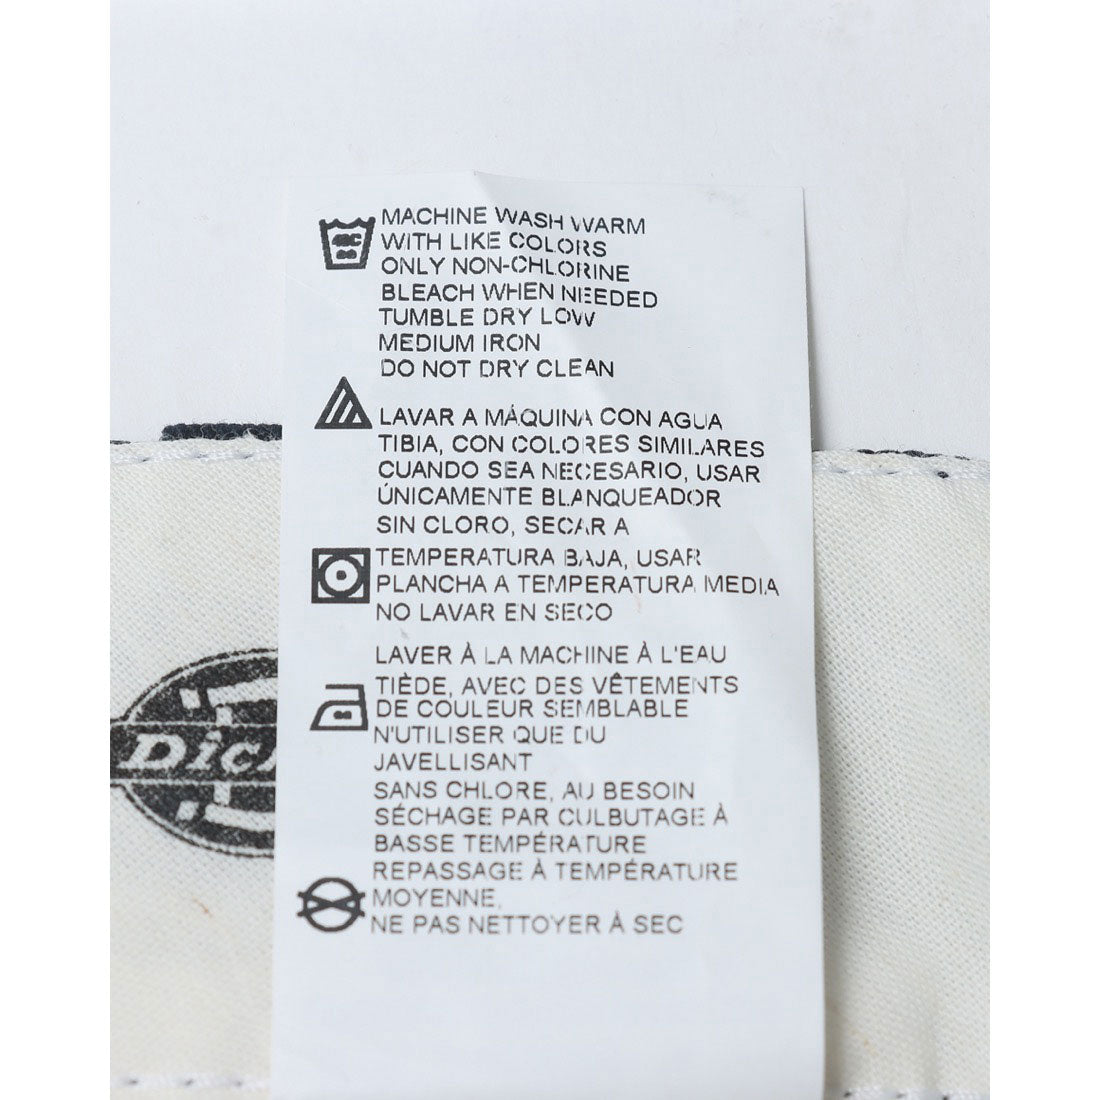 MACHINE WASH WARM
WITH LIKE COLORS
ONLY NON-CHLORINE
BLEACH WHEN NEEDED
TUMBLE DRY LOW
MEDIUM IRON
DO NOT DRY CLEAN
LAVAR A MÁQUINA CON AGUA
TIBIA, CON COLORES SIMILARES
CUANDO SEA NECESARIO, USAR
ÚNICAMENTE BLANQUEADOR
SIN CLORO, SECAR A
TEMPERATURA BAJA, USAR
PLANCHA A TEMPERATURA MEDIA
NO LAVAR EN SECO
LAVER À LA MACHINE À L'EAU
TIÈDE, AVEC DES VÊTEMENTS
DE COULEUR SEMBLABLE
N'UTILISER QUE DU
JAVELLISANT
SANS CHLORE, AU BESOIN
SÉCHAGE PAR CULBUTAGE À
BASSE TEMPÉRATURE
REPASSAGE À TEMPÉRATURE
MOYENNE,
NE PAS NETTOYER À SEC
Dick